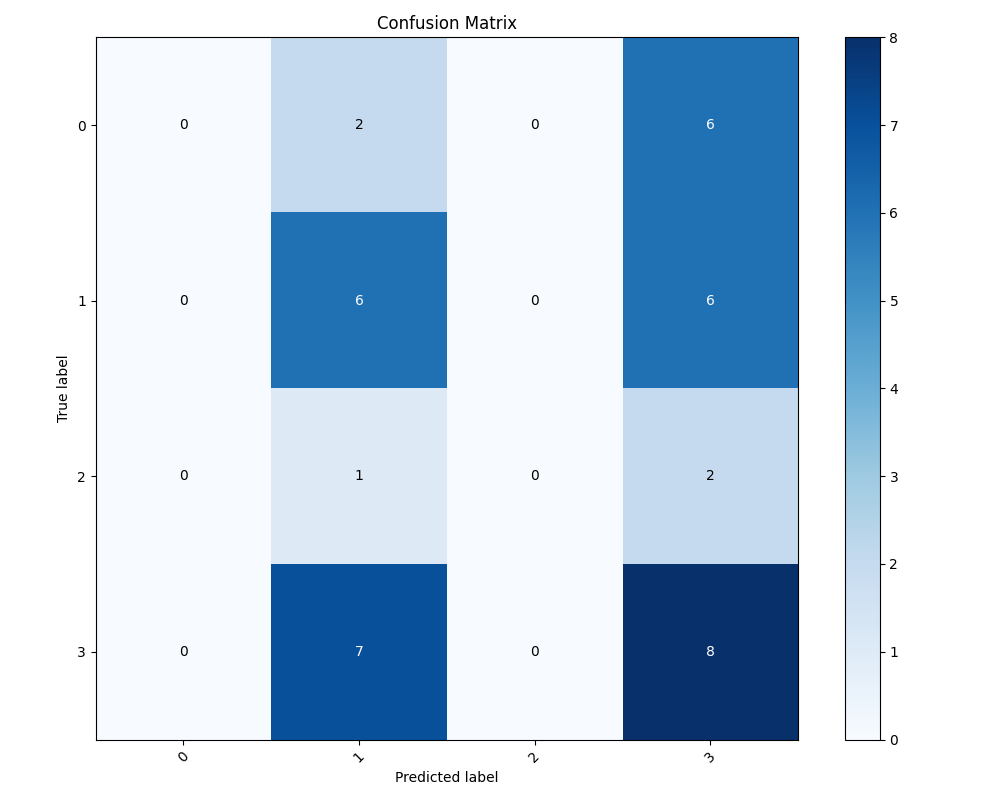 Confusion Matrix
0 0 2 0 6
1 0 6 0 6
2 0 1 0 2
3 0 7 0 8
0 1 2 3
True label
Predicted label
8
7
6
5
4
3
2
1
0